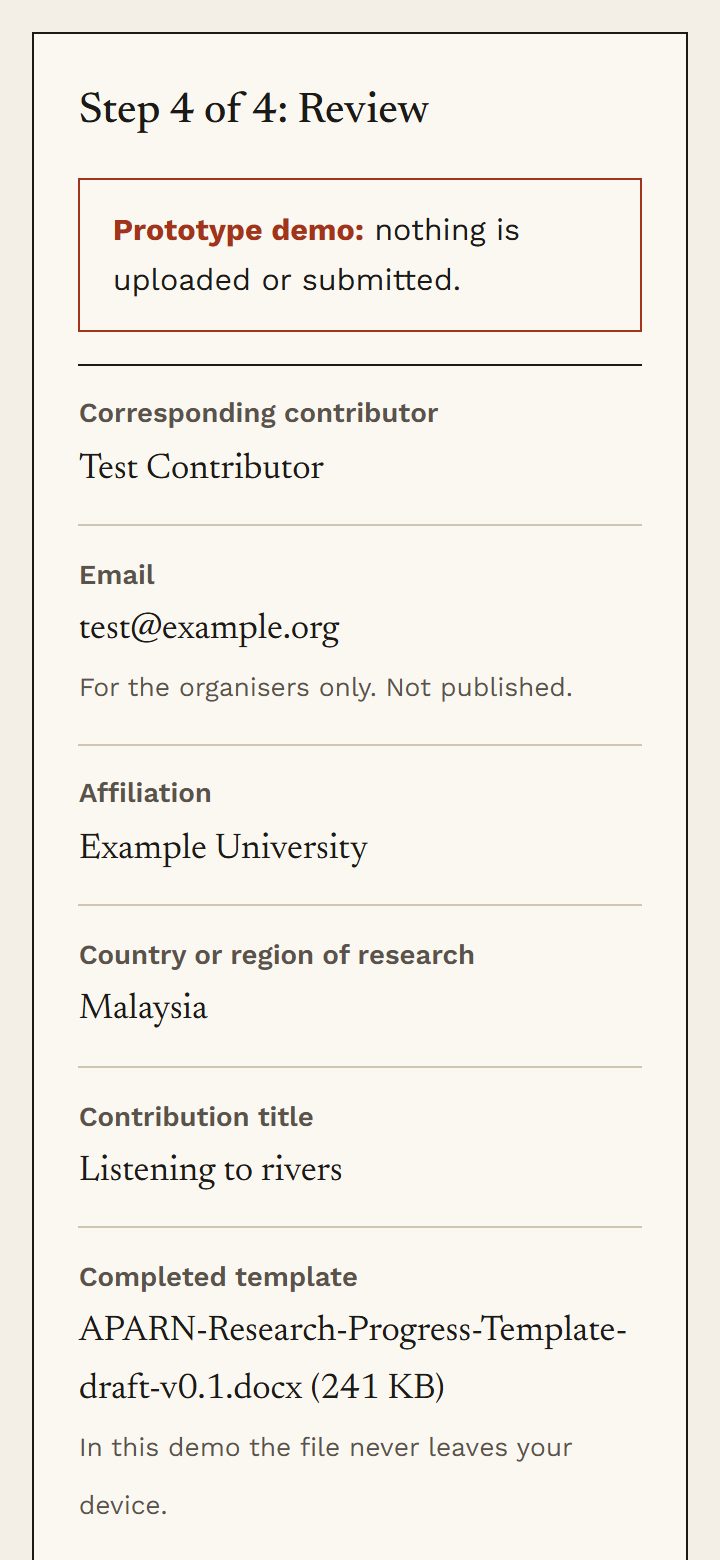 Step 4 of 4: Review
Prototype demo: nothing is
uploaded or submitted.
Corresponding contributor
Test Contributor
Email
test@example.org
For the organisers only. Not published.
Affiliation
Example University
Country or region of research
Malaysia
Contribution title
Listening to rivers
Completed template
APARN-Research-Progress-Template-
draft-v0.1.docx (241 KB)
In this demo the file never leaves your
device.